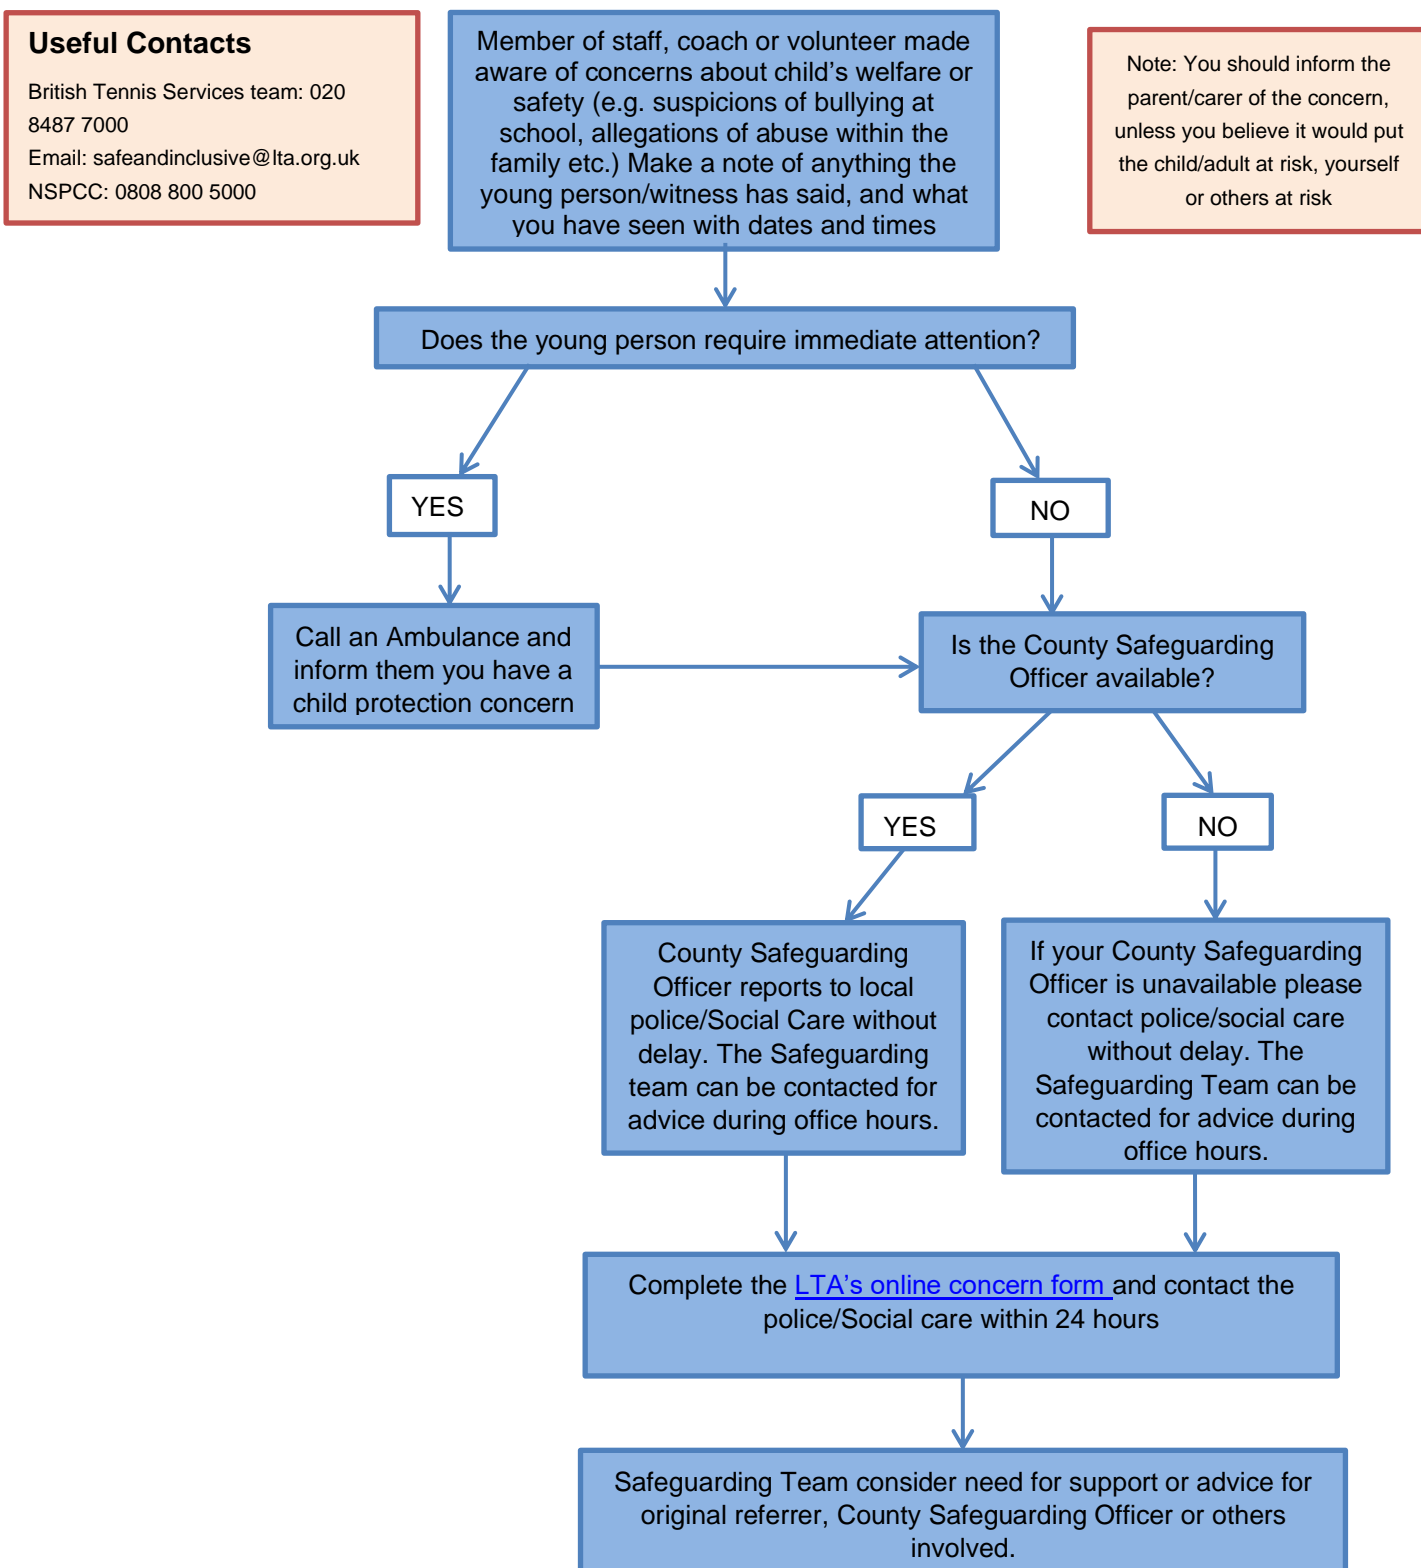 Useful Contacts
British Tennis Services team: 020
8487 7000
Email: safeandinclusive@lta.org.uk
NSPCC: 0808 800 5000
Member of staff, coach or volunteer made
aware of concerns about child's welfare or
safety (e.g. suspicions of bullying at
school, allegations of abuse within the
family etc.) Make a note of anything the
young person/witness has said, and what
you have seen with dates and times
Note: You should inform the
parent/carer of the concern,
unless you believe it would put
the child/adult at risk, yourself
or others at risk
Does the young person require immediate attention?
YES
NO
Call an Ambulance and
inform them you have a
child protection concern
Is the County Safeguarding
Officer available?
YES
NO
County Safeguarding
Officer reports to local
police/Social Care without
delay. The Safeguarding
team can be contacted for
advice during office hours.
If your County Safeguarding
Officer is unavailable please
contact police/social care
without delay. The
Safeguarding Team can be
contacted for advice during
office hours.
Complete the LTA's online concern form and contact the
police/Social care within 24 hours
Safeguarding Team consider need for support or advice for
original referrer, County Safeguarding Officer or others
involved.